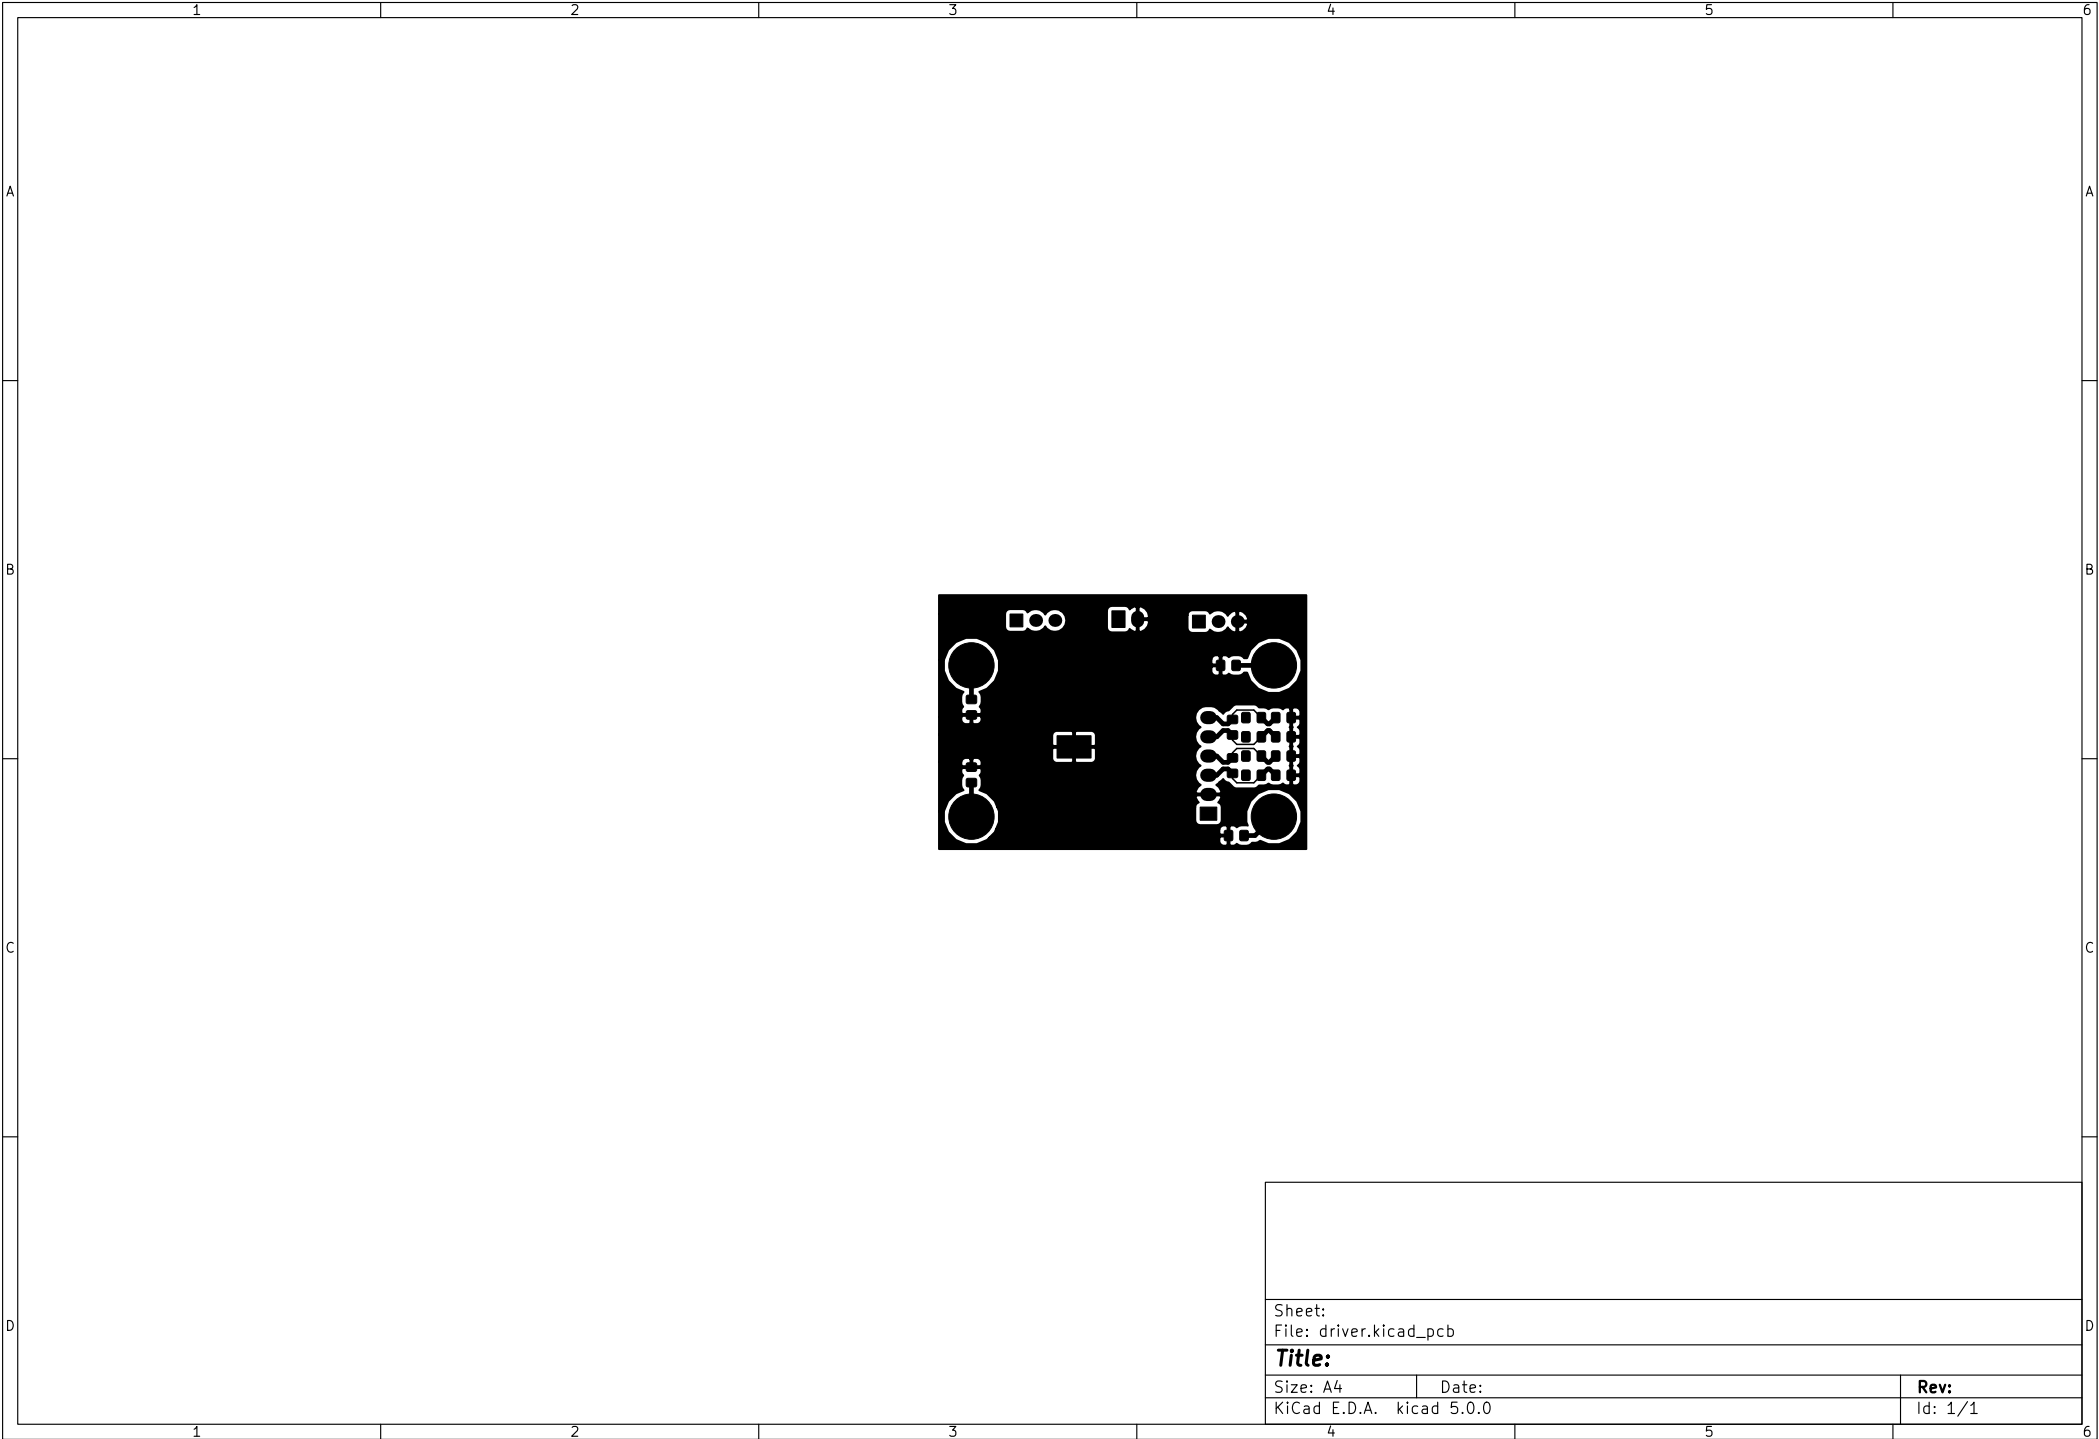 1 2 3 4 5 6
A A
B B
C C
Sheet:
File: driver.kicad_pcb
D D
Title:
Size: A4 Date: Rev:
KiCad E.D.A. kicad 5.0.0 Id: 1/1
1 2 3 4 5 6